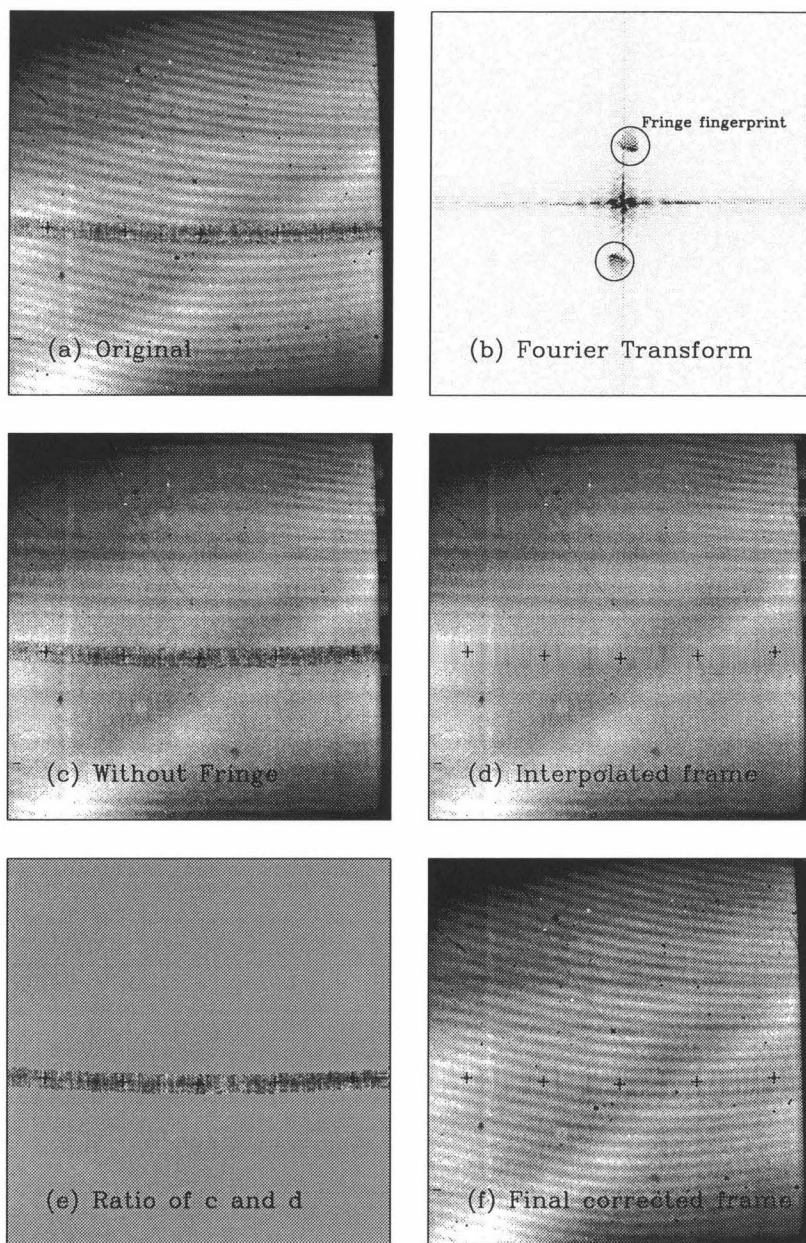 (a) Original
Fringe fingerprint
(b) Fourier Transform
(c) Without Fringe
(d) Interpolated frame
(e) Ratio of c and d
(f) Final corrected frame